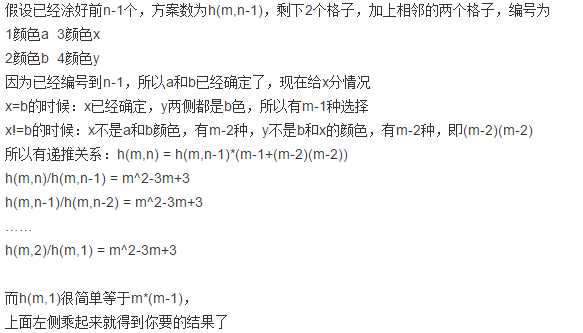 假设已经涂好前n-1个，方案数为h(m,n-1)，剩下2个格子，加上相邻的两个格子，编号为
1颜色a  3颜色x
2颜色b  4颜色y
因为已经编号到n-1，所以a和b已经确定了，现在给x分情况
x=b的时候：x已经确定，y两侧都是b色，所以有m-1种选择
x!=b的时候：x不是a和b颜色，有m-2种，y不是b和x的颜色，有m-2种，即(m-2)(m-2)
所以有递推关系：h(m,n) = h(m,n-1)*(m-1+(m-2)(m-2))
h(m,n)/h(m,n-1) = m^2-3m+3
h(m,n-1)/h(m,n-2) = m^2-3m+3
……
h(m,2)/h(m,1) = m^2-3m+3
而h(m,1)很简单等于m*(m-1)，
上面左侧乘起来就得到你要的结果了